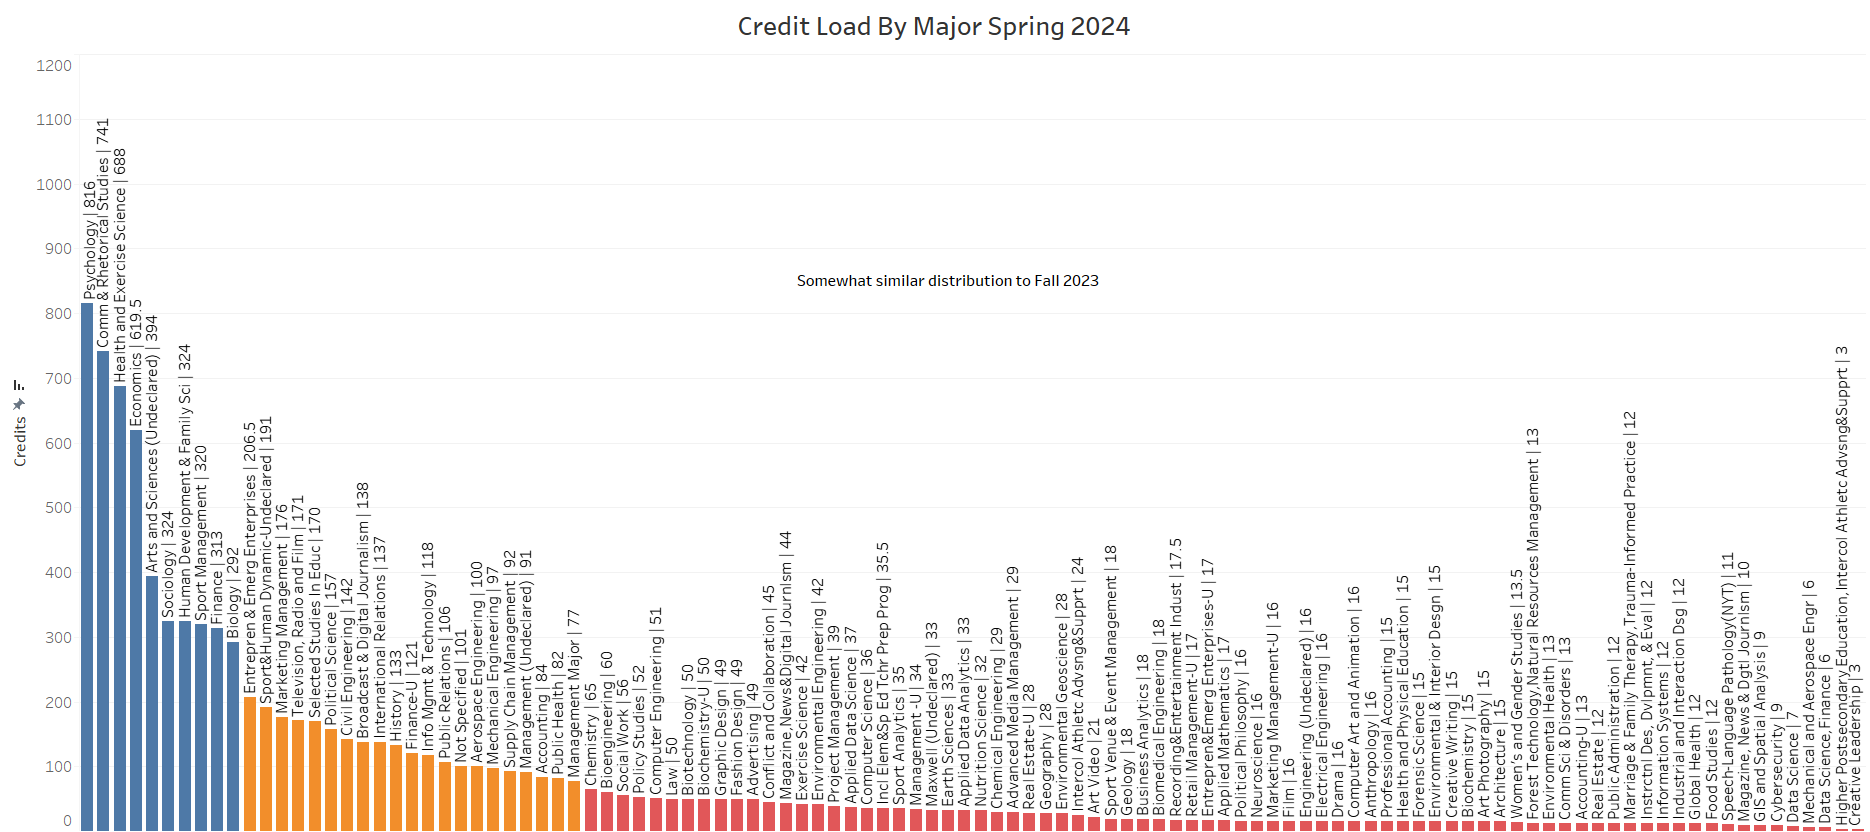 Credit Load By Major Spring 2024
Credits
1200
1100
1000
900
800
700
600
500
400
300
200
100
0
Somewhat similar distribution to Fall 2023
Psychology | 816
Comm & Rhetorical Studies | 741
Health and Exercise Science | 688
Economics | 619.5
Arts and Sciences (Undeclared) | 394
Sociology | 324
Human Development & Family Sci | 324
Sport Management | 320
Finance | 313
Biology | 292
Entrepren & Emerg Enterprises | 206.5
Sport&Human Dynamic-Undeclared | 191
Marketing Management | 176
Television, Radio and Film | 171
Selected Studies In Educ | 170
Political Science | 157
Civil Engineering | 142
Broadcast & Digital Journalism | 138
International Relations | 137
History | 133
Finance-U | 121
Info Mgmt & Technology | 118
Public Relations | 106
Not Specified | 101
Aerospace Engineering | 100
Mechanical Engineering | 97
Supply Chain Management | 92
Management (Undeclared) | 91
Accounting | 84
Public Health | 82
Management Major | 77
Chemistry | 65
Bioengineering | 60
Social Work | 56
Policy Studies | 52
Computer Engineering | 51
Law | 50
Biotechnology | 50
Biochemistry-U | 50
Graphic Design | 49
Fashion Design | 49
Advertising | 49
Conflict and Collaboration | 45
Magazine,News&Digital Journlsm | 44
Exercise Science | 42
Environmental Engineering | 42
Project Management | 39
Applied Data Science | 37
Computer Science | 36
Incl Elem&Sp Ed Tchr Prep Prog | 35.5
Sport Analytics | 35
Management -U | 34
Maxwell (Undeclared) | 33
Earth Sciences | 33
Applied Data Analytics | 33
Nutrition Science | 32
Chemical Engineering | 29
Advanced Media Management | 29
Real Estate-U | 28
Geography | 28
Environmental Geoscience | 28
Intercol Athletc Advsng&Supprt | 24
Art Video | 21
Sport Venue & Event Management | 18
Geology | 18
Business Analytics | 18
Biomedical Engineering | 18
Recording&Entertainment Indust | 17.5
Retail Management-U | 17
Entrepren&Emerg Enterprises-U | 17
Applied Mathematics | 17
Political Philosophy | 16
Neuroscience | 16
Marketing Management-U | 16
Film | 16
Engineering (Undeclared) | 16
Electrical Engineering | 16
Drama | 16
Computer Art and Animation | 16
Anthropology | 16
Professional Accounting | 15
Health and Physical Education | 15
Forensic Science | 15
Environmental & Interior Desgn | 15
Creative Writing | 15
Biochemistry | 15
Art Photography | 15
Architecture | 15
Women's and Gender Studies | 13.5
Forest Technology,Natural Resources Management | 13
Environmental Health | 13
Comm Sci & Disorders | 13
Accounting-U | 13
Real Estate | 12
Public Administration | 12
Marriage & Family Therapy,Trauma-Informed Practice | 12
Instrctnl Des, Dvlpmnt, & Eval | 12
Information Systems | 12
Industrial and Interaction Dsg | 12
Global Health | 12
Food Studies | 12
Speech-Language Pathology(NYT) | 11
Magazine, News & Dgtl Journlsm | 10
GIS and Spatial Analysis | 9
Cybersecurity | 9
Data Science | 7
Mechanical and Aerospace Engr | 6
Data Science,Finance | 6
Higher Postsecondary Education,Intercol Athletc Advsng&Supprt | 3
Creative Leadership | 3